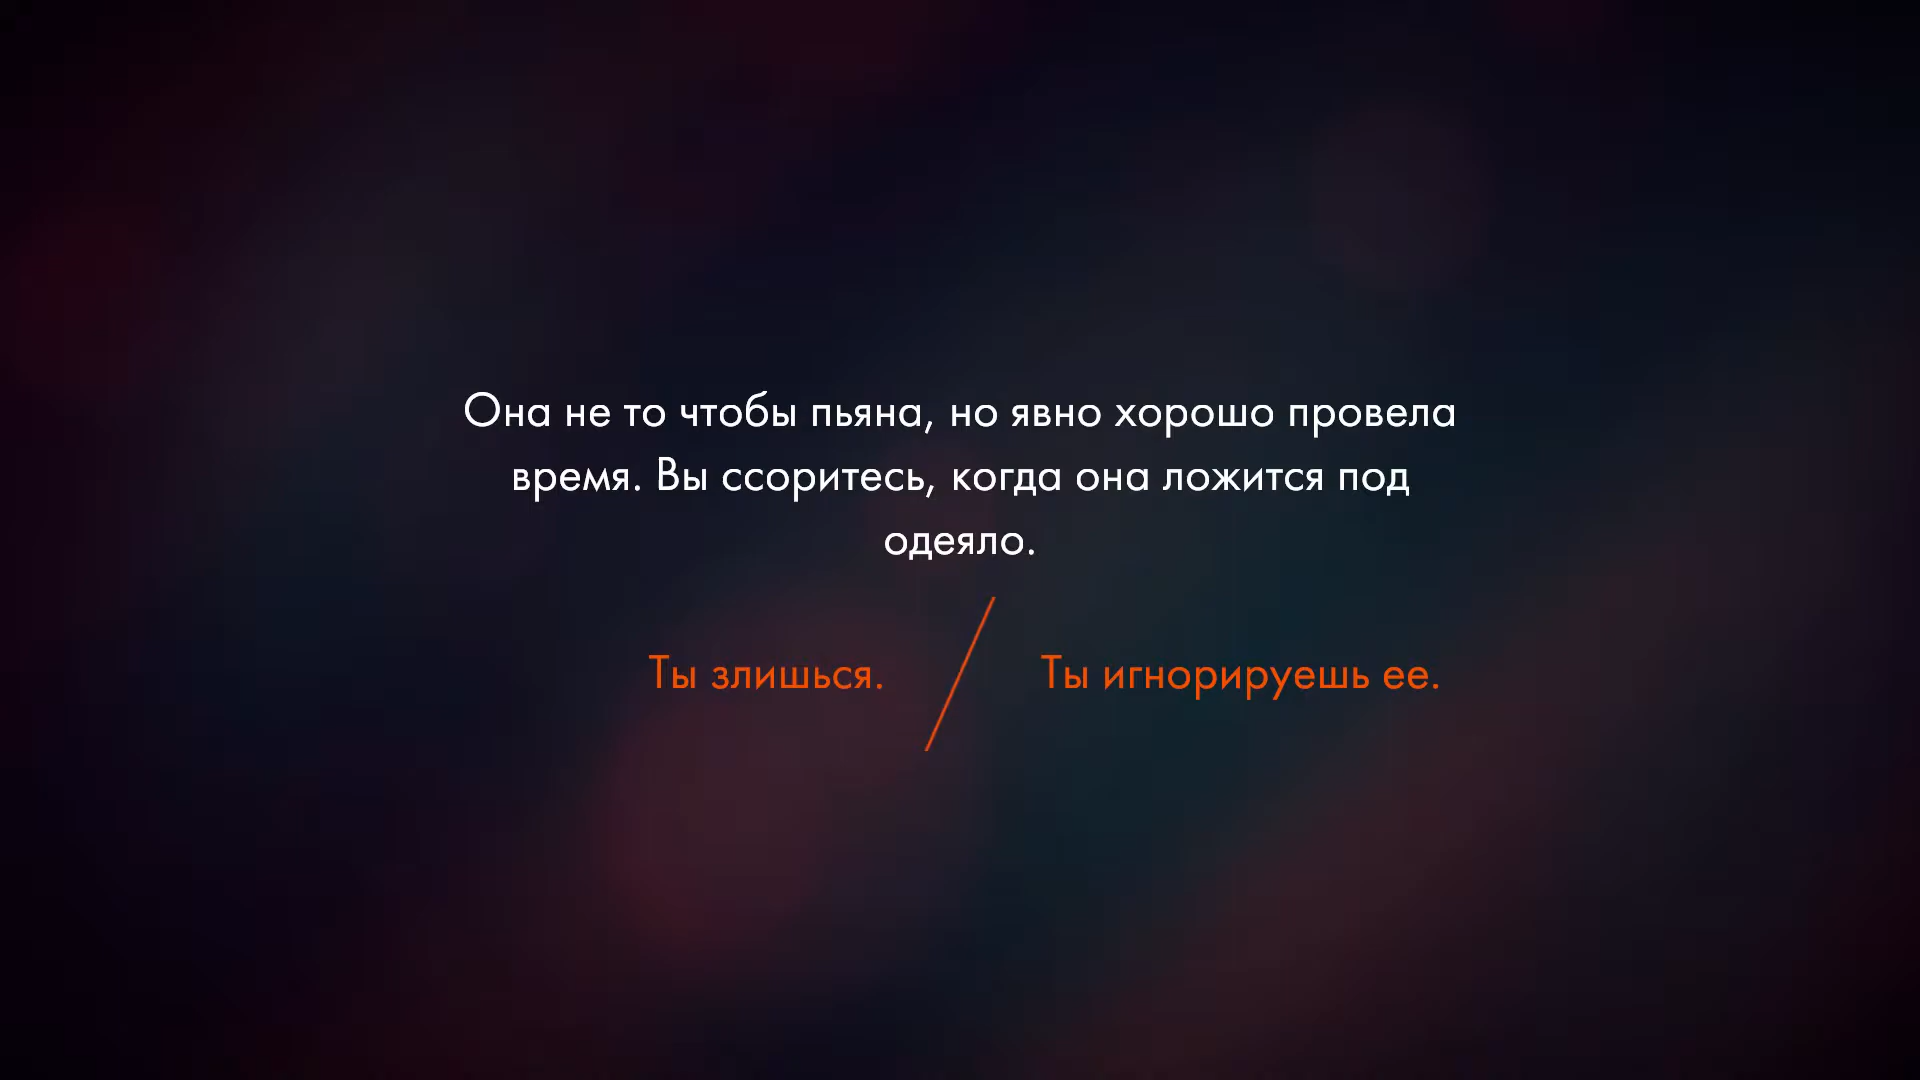 Она не то чтобы пьяна, но явно хорошо провела
время. Вы ссоритесь, когда она ложится под
одеяло.
Ты злишься.
Ты игнорируешь ее.